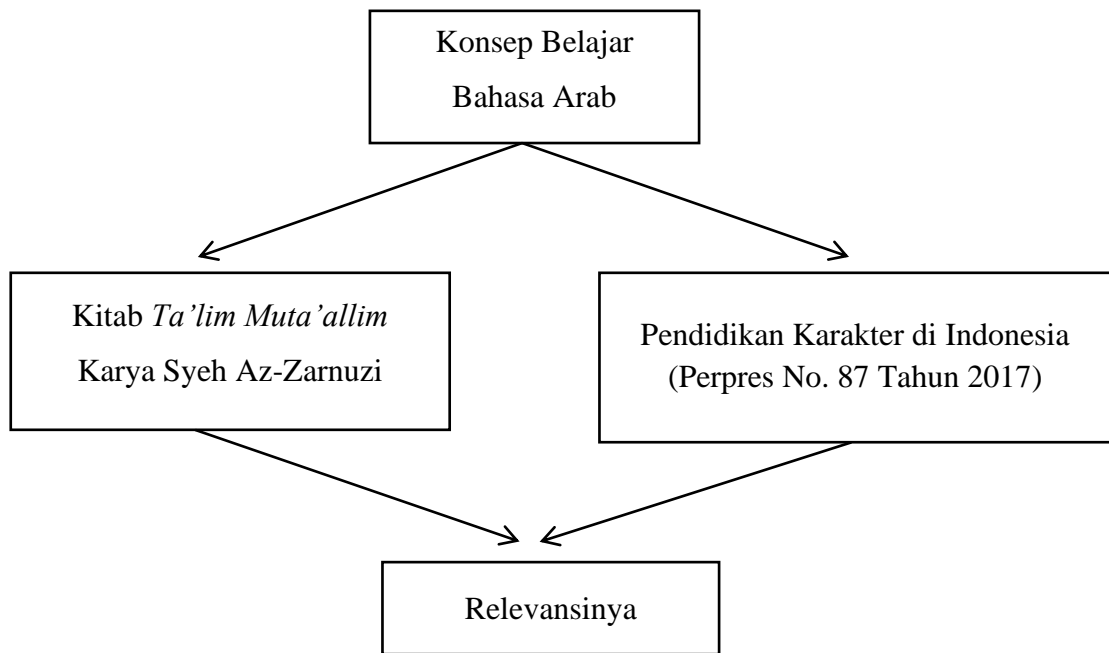 Konsep Belajar
Bahasa Arab
Kitab Ta’lim Muta’allim
Karya Syeh Az-Zarnuzi
Pendidikan Karakter di Indonesia
(Perpres No. 87 Tahun 2017)
Relevansinya